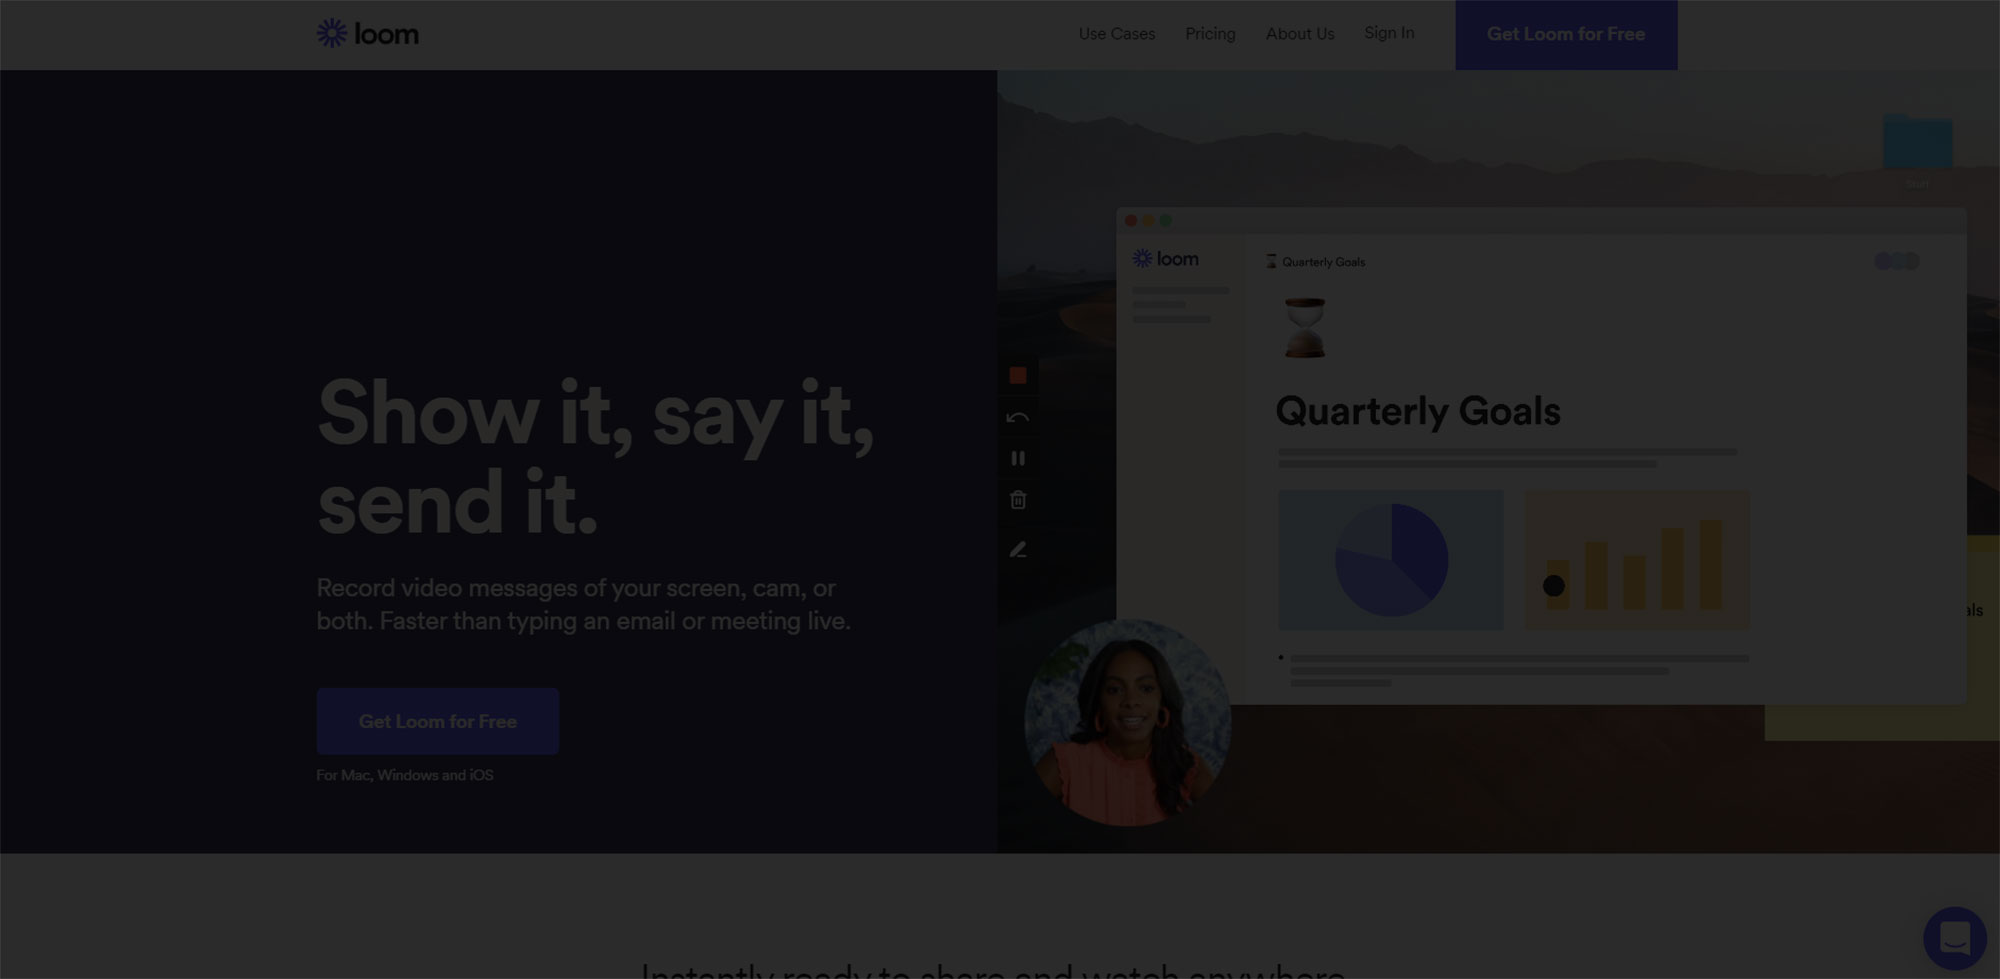 loom
Use Cases Pricing About Us Sign In Get Loom for Free
Show it, say it,
send it.
Record video messages of your screen, cam, or
both. Faster than typing an email or meeting live.
Get Loom for Free
For Mac, Windows and iOS
Stuff
loom
Quarterly Goals
Quarterly Goals
als
Instantly ready to share and watch anywhere